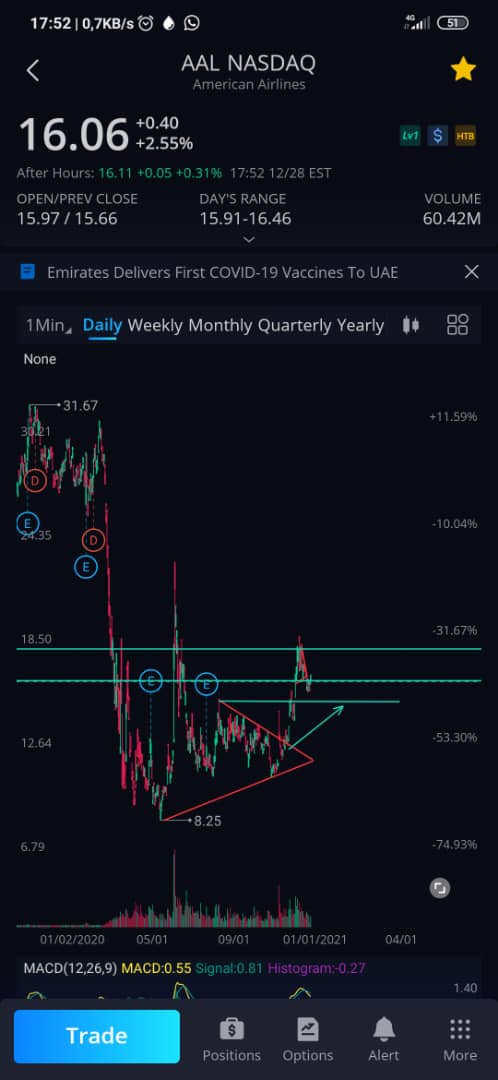 17:52 | 0,7KB/s 4G 51
AAL NASDAQ
American Airlines
16.06 +0.40
+2.55%
Lv1 $ HTB
After Hours: 16.11 +0.05 +0.31% 17:52 12/28 EST
OPEN/PREV CLOSE DAY'S RANGE VOLUME
15.97 / 15.66 15.91-16.46 60.42M
Emirates Delivers First COVID-19 Vaccines To UAE
1Min Daily Weekly Monthly Quarterly Yearly
None
31.67
+11.59%
30.21
D
E
-10.04%
24.35
D
E
-31.67%
18.50
E
E
12.64
-53.30%
8.25
6.79
-74.93%
01/02/2020 05/01 09/01 01/01/2021 04/01
MACD(12,26,9) MACD:0.55 Signal:0.81 Histogram:-0.27
1.40
Trade
Positions Options Alert More